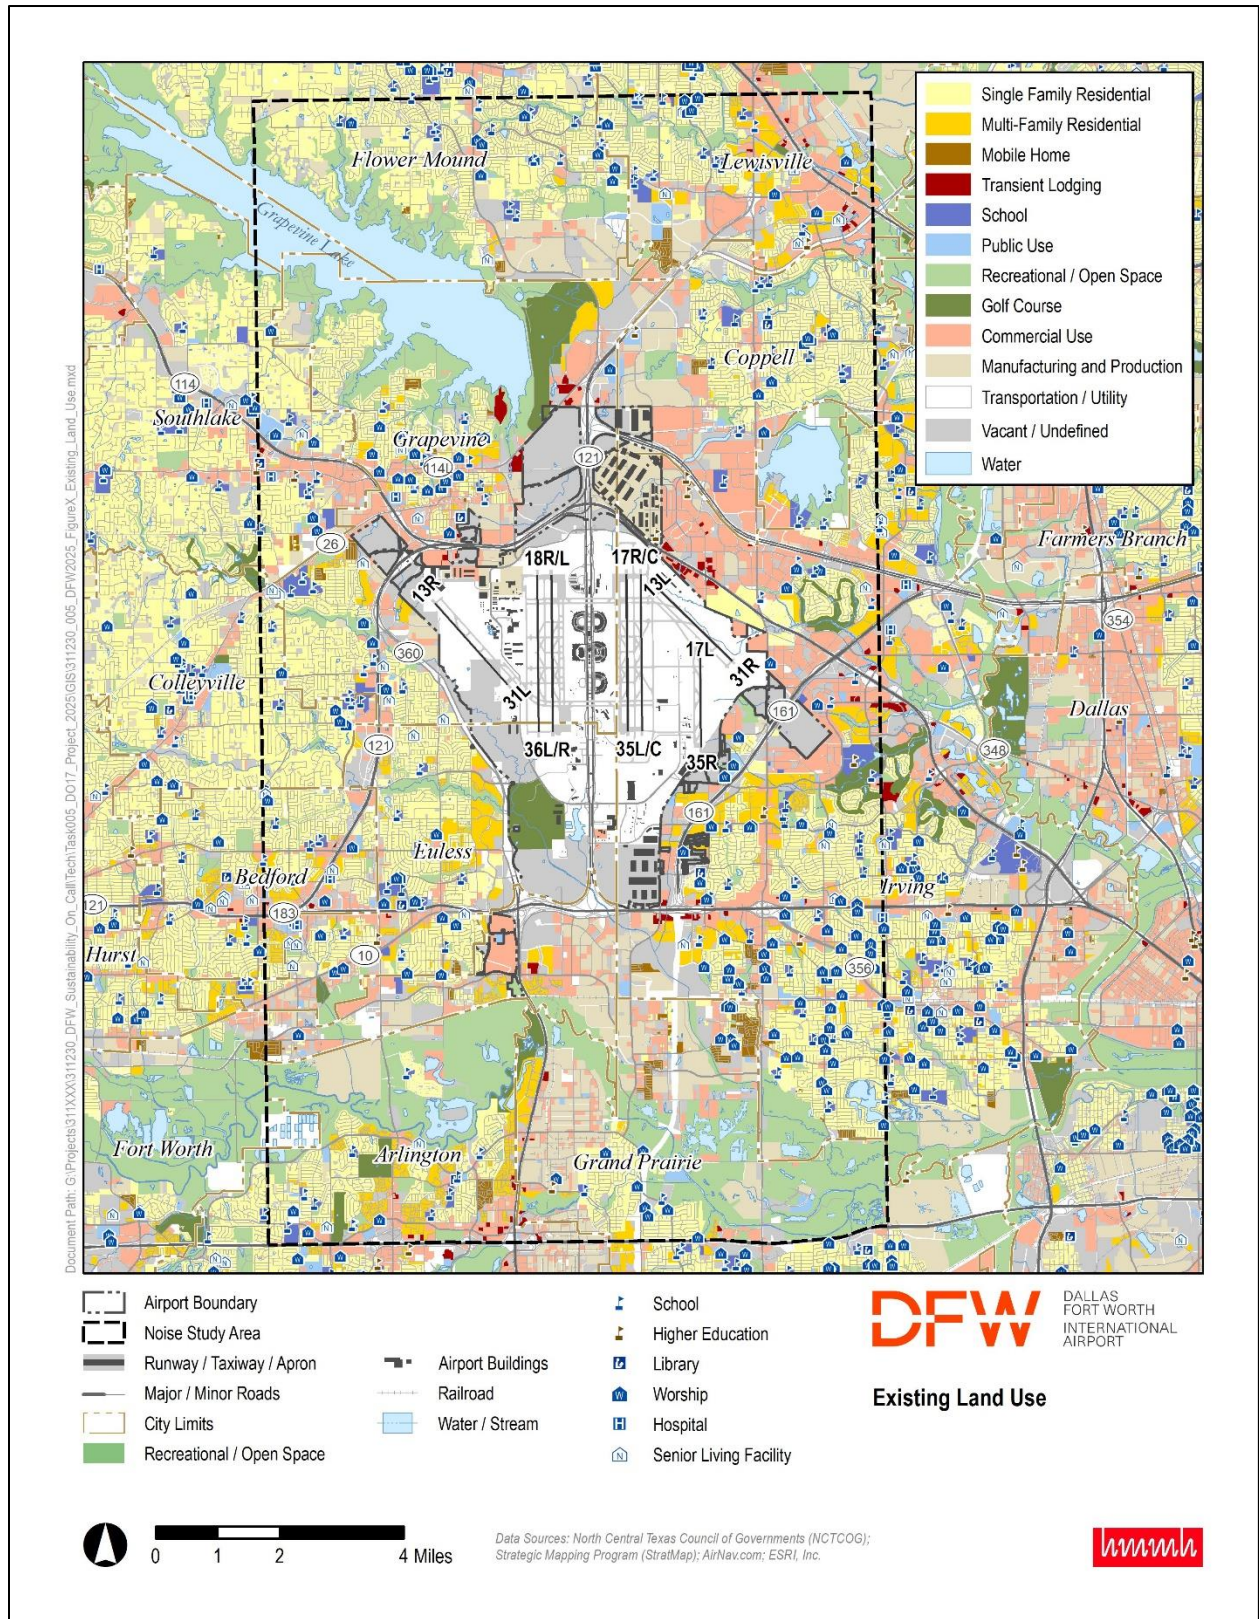 Single Family Residential
Multi-Family Residential
Mobile Home
Transient Lodging
School
Public Use
Recreational / Open Space
Golf Course
Commercial Use
Manufacturing and Production
Transportation / Utility
Vacant / Undefined
Water
Flower Mound
Lewisville
Grapevine Lake
Coppell
114
Southlake
Grapevine
114L
121
26
Farmers Branch
18R/L
17R/C
13R
13L
354
360
17L
31R
31L
Colleyville
161
Dallas
121
36L/R
35L/C
35R
348
161
Euless
Bedford
Irving
121
183
Hurst
10
356
Fort Worth
Arlington
Grand Prairie
Document Path: G:\Projects\311XXX\311230_DFW_Sustainability_On_Call\Tech\Task005_DO17_Project_2025\GIS\311230_005_DFW2025_FigureX_Existing_Land_Use.mxd
Airport Boundary
Noise Study Area
Runway / Taxiway / Apron
Major / Minor Roads
City Limits
Recreational / Open Space
Airport Buildings
Railroad
Water / Stream
School
Higher Education
Library
Worship
Hospital
Senior Living Facility
DFW
DALLAS
FORT WORTH
INTERNATIONAL
AIRPORT
Existing Land Use
0 1 2 4 Miles
Data Sources: North Central Texas Council of Governments (NCTCOG);
Strategic Mapping Program (StratMap); AirNav.com; ESRI, Inc.
hmmh